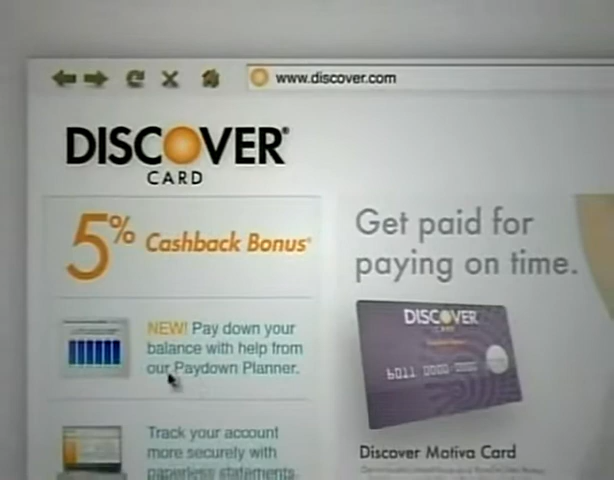 www.discover.com
DISCOVER®
CARD
5% Cashback Bonus®
Get paid for
paying on time.
NEW! Pay down your
balance with help from
our Paydown Planner.
DISCOVER
CARD
6011 0000 0000
Discover Motiva Card
Track your account
more securely with
paperless statements.